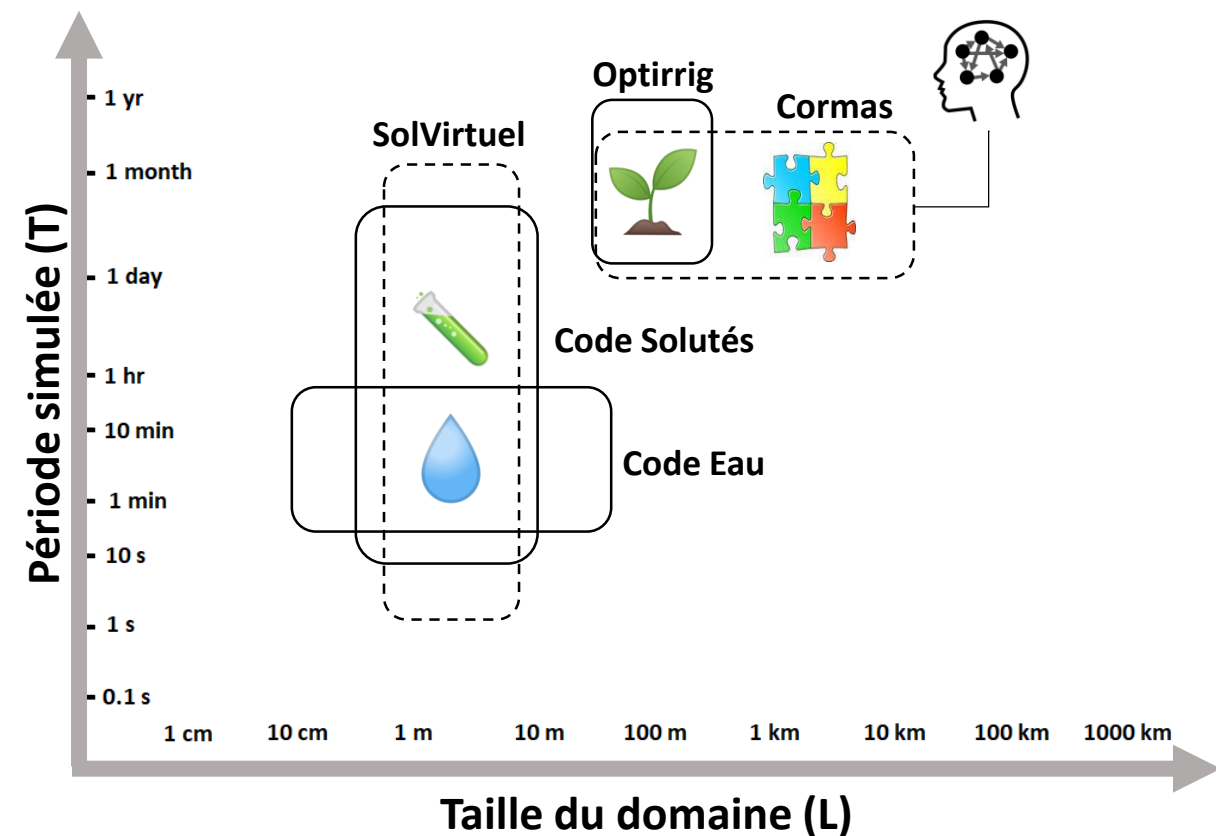 Optirrig
Cormas
SolVirtuel
Code Solutés
Code Eau
Période simulée (T)
1 yr
1 month
1 day
1 hr
10 min
1 min
10 s
1 s
0.1 s
1 cm 10 cm 1 m 10 m 100 m 1 km 10 km 100 km 1000 km
Taille du domaine (L)